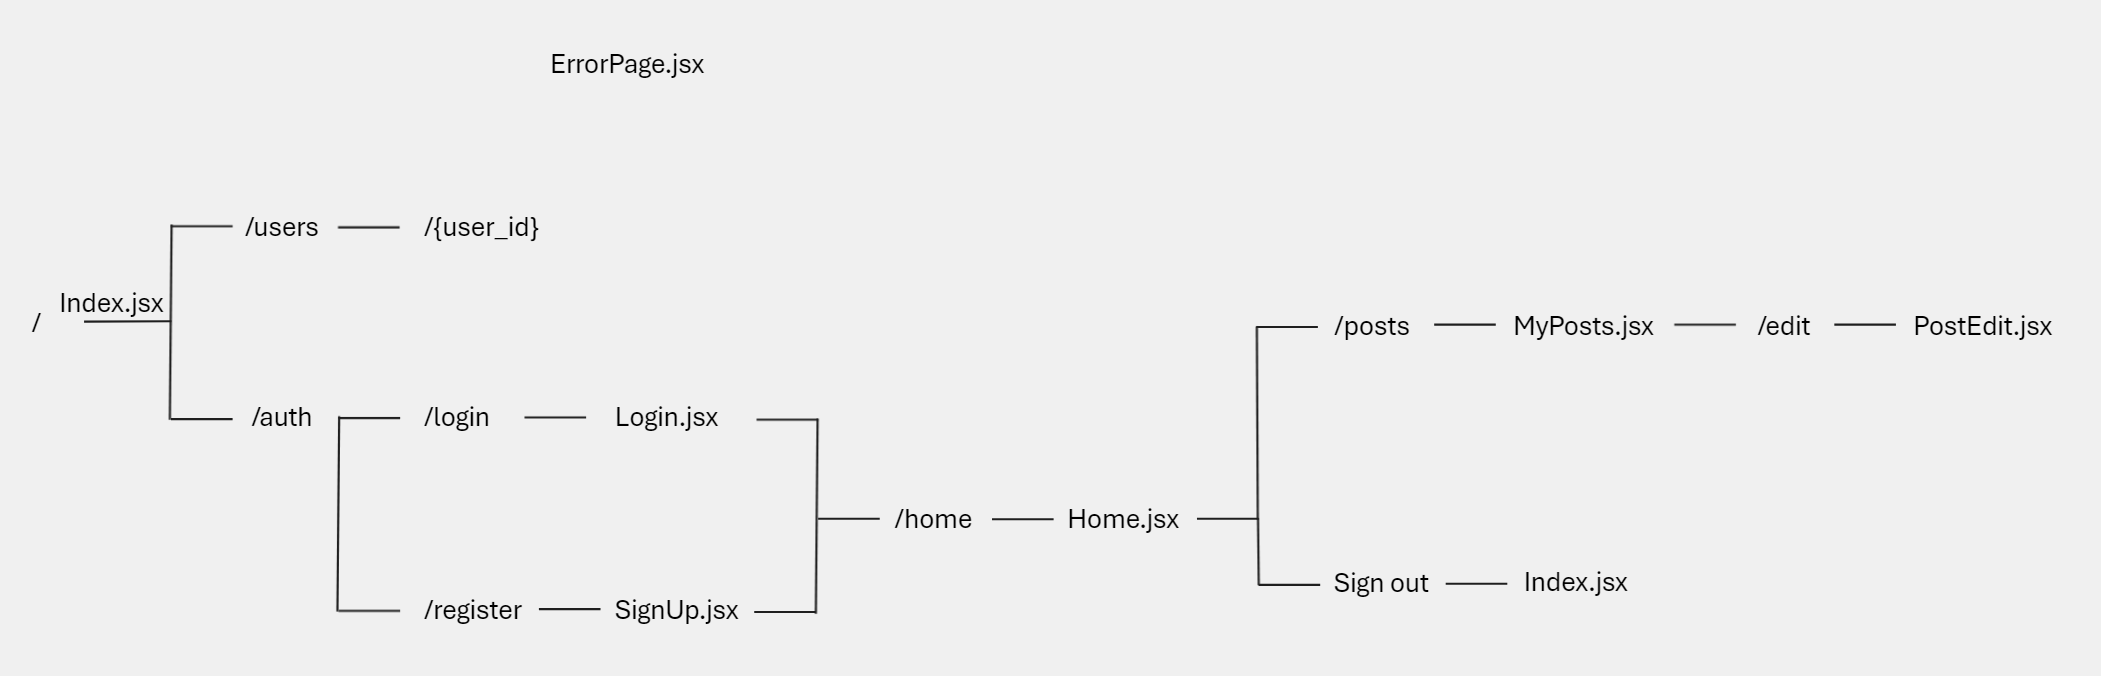 ErrorPage.jsx
/users
/{user_id}
Index.jsx
/
/posts
MyPosts.jsx
/edit
PostEdit.jsx
/auth
/login
Login.jsx
/home
Home.jsx
Sign out
Index.jsx
/register
SignUp.jsx